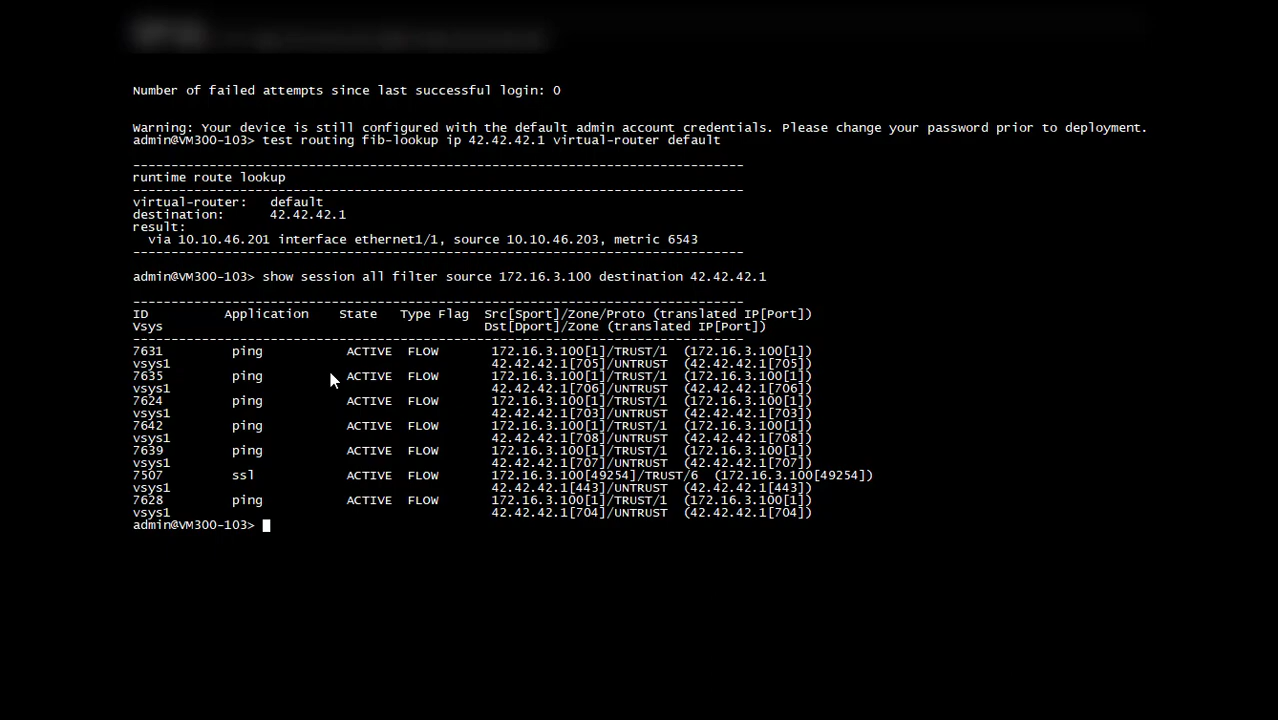 Number of failed attempts since last successful login: 0
Warning: Your device is still configured with the default admin account credentials. Please change your password prior to deployment.
admin@VM300-103> test routing fib-lookup ip 42.42.42.1 virtual-router default
--------------------------------------------------------------------------------
runtime route lookup
--------------------------------------------------------------------------------
virtual-router:   default
destination:      42.42.42.1
result:
  via 10.10.46.201 interface ethernet1/1, source 10.10.46.203, metric 6543
--------------------------------------------------------------------------------
admin@VM300-103> show session all filter source 172.16.3.100 destination 42.42.42.1
--------------------------------------------------------------------------------
ID          Application    State   Type Flag  Src[Sport]/Zone/Proto (translated IP[Port])
Vsys                                          Dst[Dport]/Zone (translated IP[Port])
--------------------------------------------------------------------------------
7631         ping           ACTIVE  FLOW       172.16.3.100[1]/TRUST/1  (172.16.3.100[1])
vsys1                                          42.42.42.1[705]/UNTRUST  (42.42.42.1[705])
7635         ping           ACTIVE  FLOW       172.16.3.100[1]/TRUST/1  (172.16.3.100[1])
vsys1                                          42.42.42.1[706]/UNTRUST  (42.42.42.1[706])
7624         ping           ACTIVE  FLOW       172.16.3.100[1]/TRUST/1  (172.16.3.100[1])
vsys1                                          42.42.42.1[703]/UNTRUST  (42.42.42.1[703])
7642         ping           ACTIVE  FLOW       172.16.3.100[1]/TRUST/1  (172.16.3.100[1])
vsys1                                          42.42.42.1[708]/UNTRUST  (42.42.42.1[708])
7639         ping           ACTIVE  FLOW       172.16.3.100[1]/TRUST/1  (172.16.3.100[1])
vsys1                                          42.42.42.1[707]/UNTRUST  (42.42.42.1[707])
7507         ssl            ACTIVE  FLOW       172.16.3.100[49254]/TRUST/6  (172.16.3.100[49254])
vsys1                                          42.42.42.1[443]/UNTRUST  (42.42.42.1[443])
7628         ping           ACTIVE  FLOW       172.16.3.100[1]/TRUST/1  (172.16.3.100[1])
vsys1                                          42.42.42.1[704]/UNTRUST  (42.42.42.1[704])
admin@VM300-103>